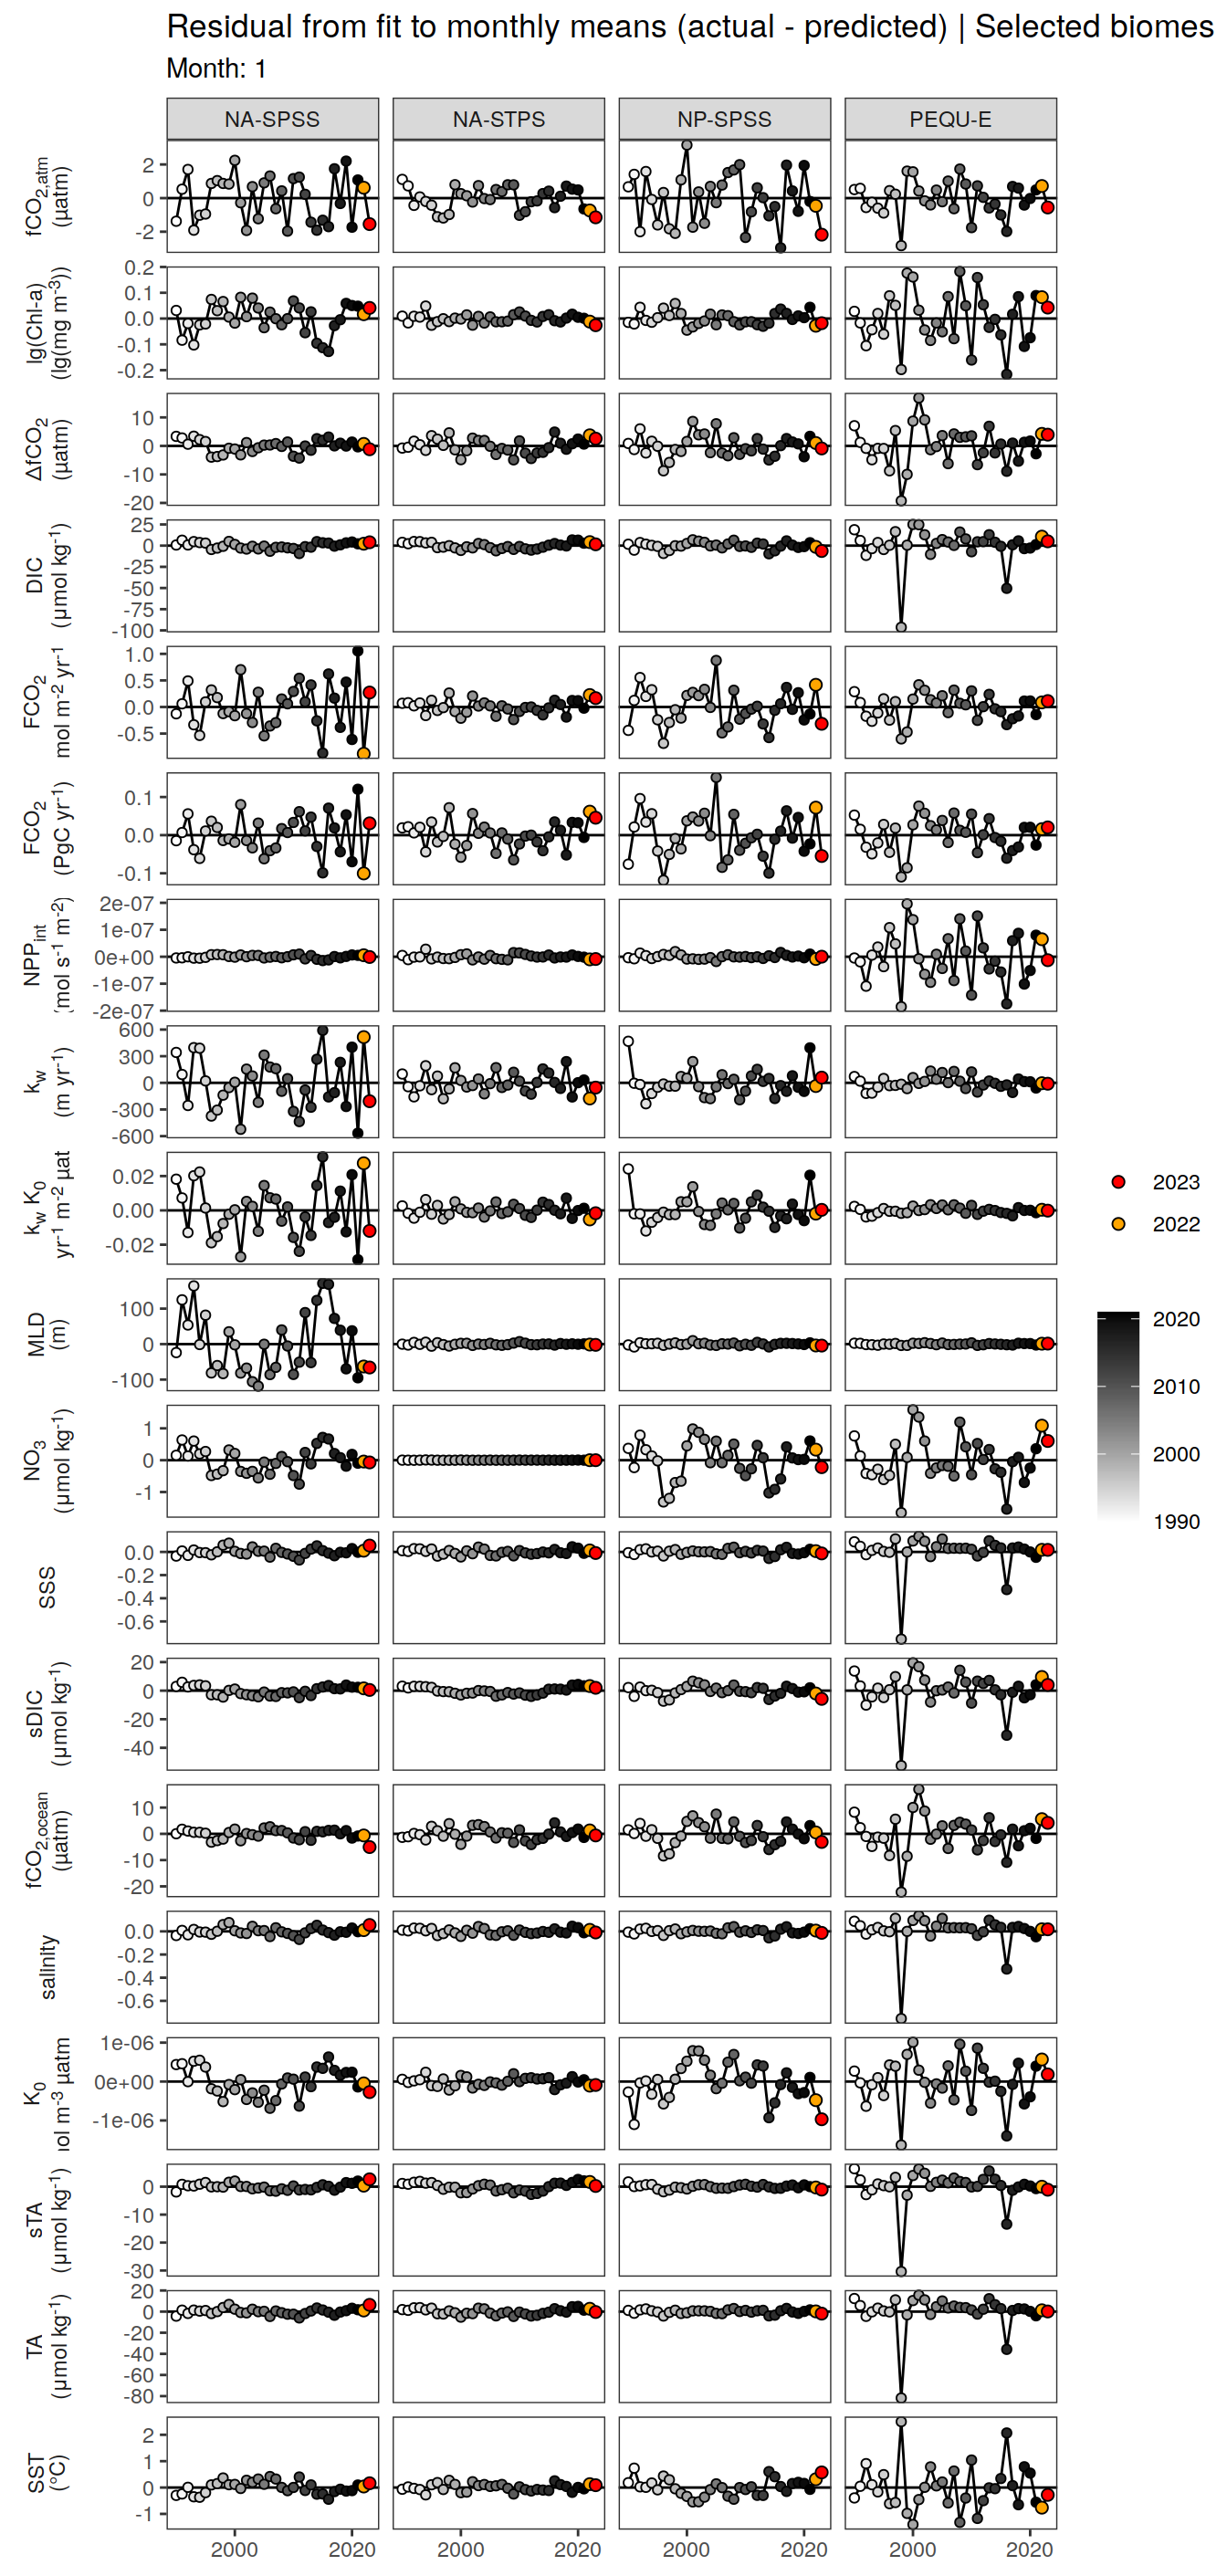 Residual from fit to monthly means (actual - predicted) | Selected biomes
Month: 1
NA-SPSS NA-STPS NP-SPSS PEQU-E
fCO2,atm
(µatm)
2
0
-2
lg(Chl-a)
(lg(mg m-3))
0.2
0.1
0.0
-0.1
-0.2
ΔfCO2
(µatm)
10
0
-10
-20
DIC
(µmol kg-1)
25
0
-25
-50
-75
-100
FCO2
mol m-2 yr-1
1.0
0.5
0.0
-0.5
FCO2
(PgC yr-1)
0.1
0.0
-0.1
NPPint
(mol s-1 m-2)
2e-07
1e-07
0e+00
-1e-07
-2e-07
kw
(m yr-1)
600
300
0
-300
-600
kw K0
yr-1 m-2 µat
0.02
0.00
-0.02
MLD
(m)
100
0
-100
NO3
(µmol kg-1)
1
0
-1
SSS
0.0
-0.2
-0.4
-0.6
sDIC
(µmol kg-1)
20
0
-20
-40
fCO2,ocean
(µatm)
10
0
-10
-20
salinity
0.0
-0.2
-0.4
-0.6
K0
m-3 µatm
1e-06
0e+00
-1e-06
sTA
(µmol kg-1)
0
-10
-20
-30
TA
(µmol kg-1)
20
0
-20
-40
-60
-80
SST
(°C)
2
1
0
-1
2000 2020 2000 2020 2000 2020 2000 2020
2023
2022
2020
2010
2000
1990